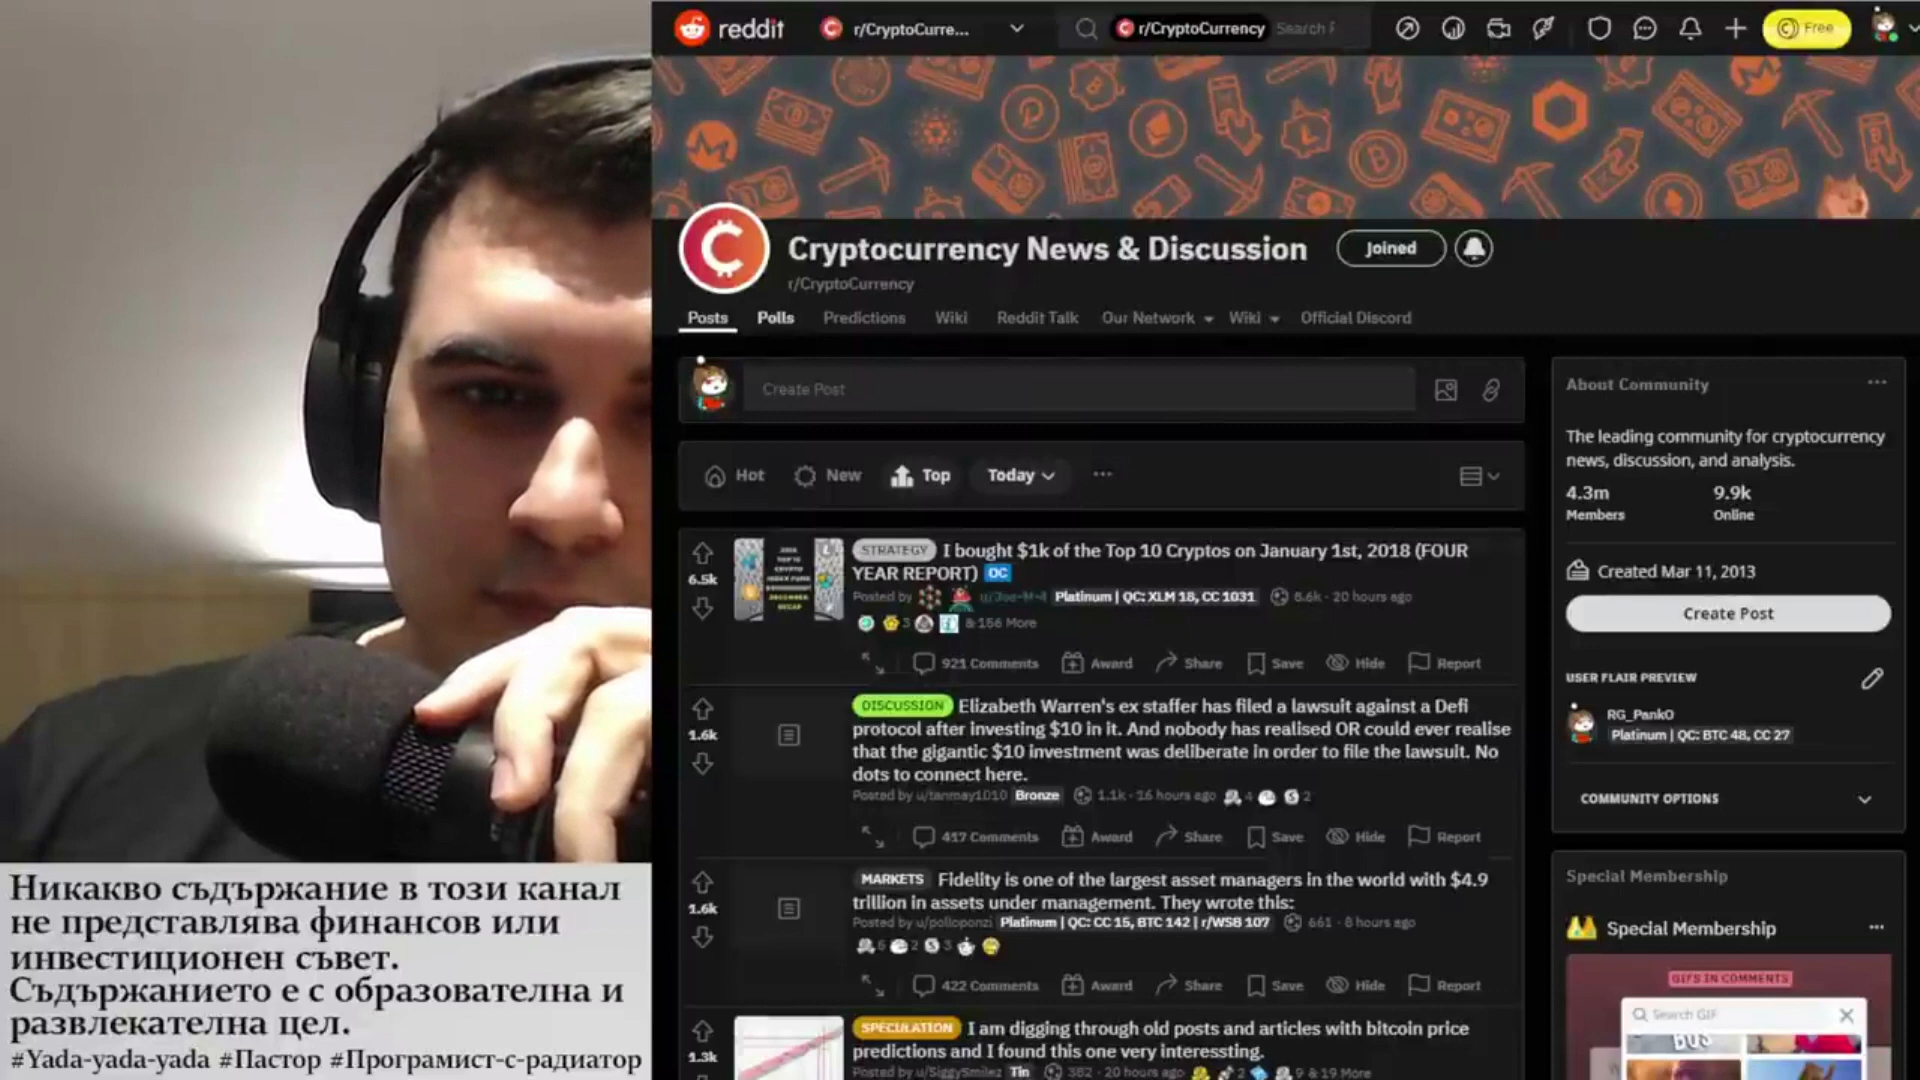 reddit
r/CryptoCurre...
r/CryptoCurrency
Free
Cryptocurrency News & Discussion
Joined
r/CryptoCurrency
Posts
Polls
Predictions
Wiki
Reddit Talk
Our Network
Wiki
Official Discord
Create Post
Hot
New
Top
Today
STRATEGY I bought $1k of the Top 10 Cryptos on January 1st, 2018 (FOUR
YEAR REPORT) OC
Posted by Platinum | QC: XLM 18, CC 1031 20 hours ago
3 & 156 More
6.5k
921 Comments Award Share Save Hide Report
DISCUSSION Elizabeth Warren's ex staffer has filed a lawsuit against a Defi
protocol after investing $10 in it. And nobody has realised OR could ever realise
that the gigantic $10 investment was deliberate in order to file the lawsuit. No
dots to connect here.
1.6k
Posted by u/tanmay1010 Bronze 1.1k · 16 hours ago 4 2
417 Comments Award Share Save Hide Report
MARKETS Fidelity is one of the largest asset managers in the world with $4.9
trillion in assets under management. They wrote this:
1.6k
Posted by u/polloponzi Platinum | QC: CC 15, BTC 142 | r/WSB 107 661 · 8 hours ago
6 2 3
422 Comments Award Share Save Hide Report
SPECULATION I am digging through old posts and articles with bitcoin price
predictions and I found this one very interessting.
1.3k
Posted by u/SiggySmilez Tin 382 · 20 hours ago 2 9 & 19 More
About Community
The leading community for cryptocurrency
news, discussion, and analysis.
4.3m 9.9k
Members Online
Created Mar 11, 2013
Create Post
USER FLAIR PREVIEW
RG_PankO
Platinum | QC: BTC 48, CC 27
COMMUNITY OPTIONS
Special Membership
Special Membership
GIFS IN COMMENTS
Search GIF
Никакво съдържание в този канал
не представлява финансов или
инвестиционен съвет.
Съдържанието е с образователна и
развлекателна цел.
#Yada-yada-yada #Пастор #Програмист-с-радиатор